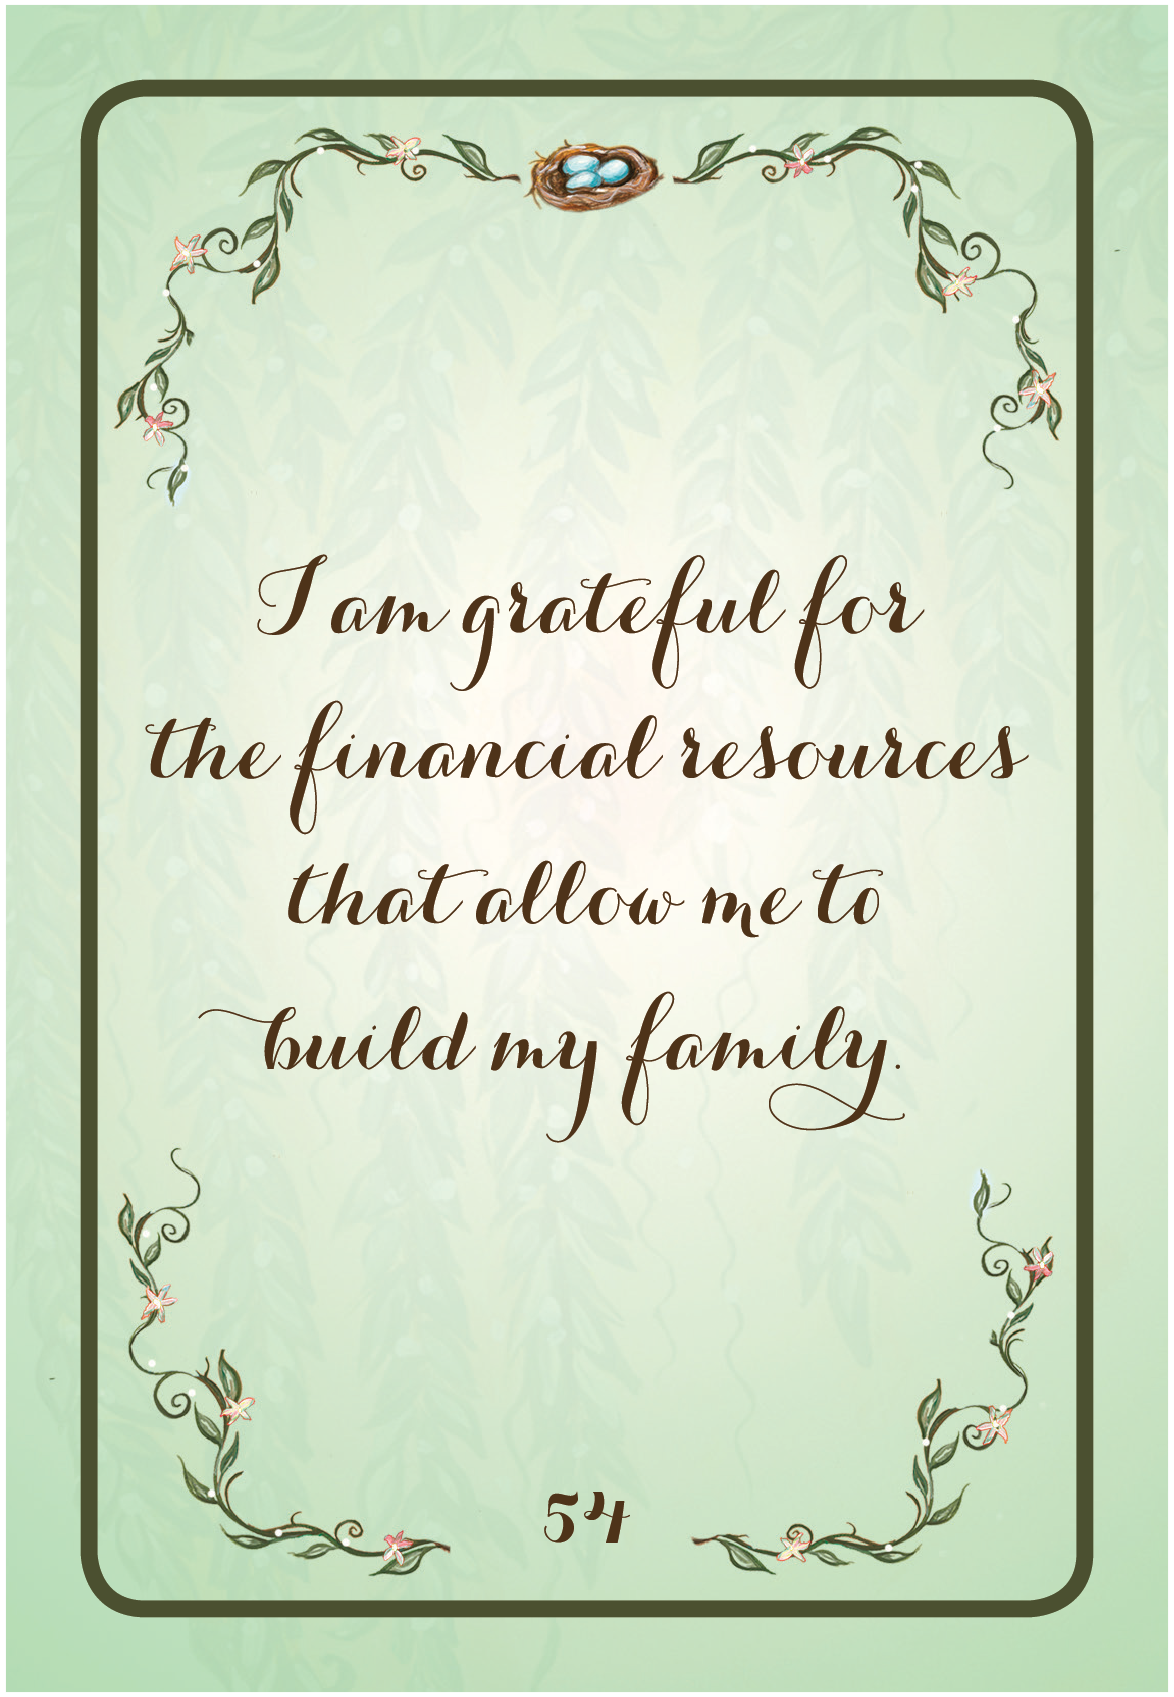 I am grateful for
the financial resources
that allow me to
build my family.
54